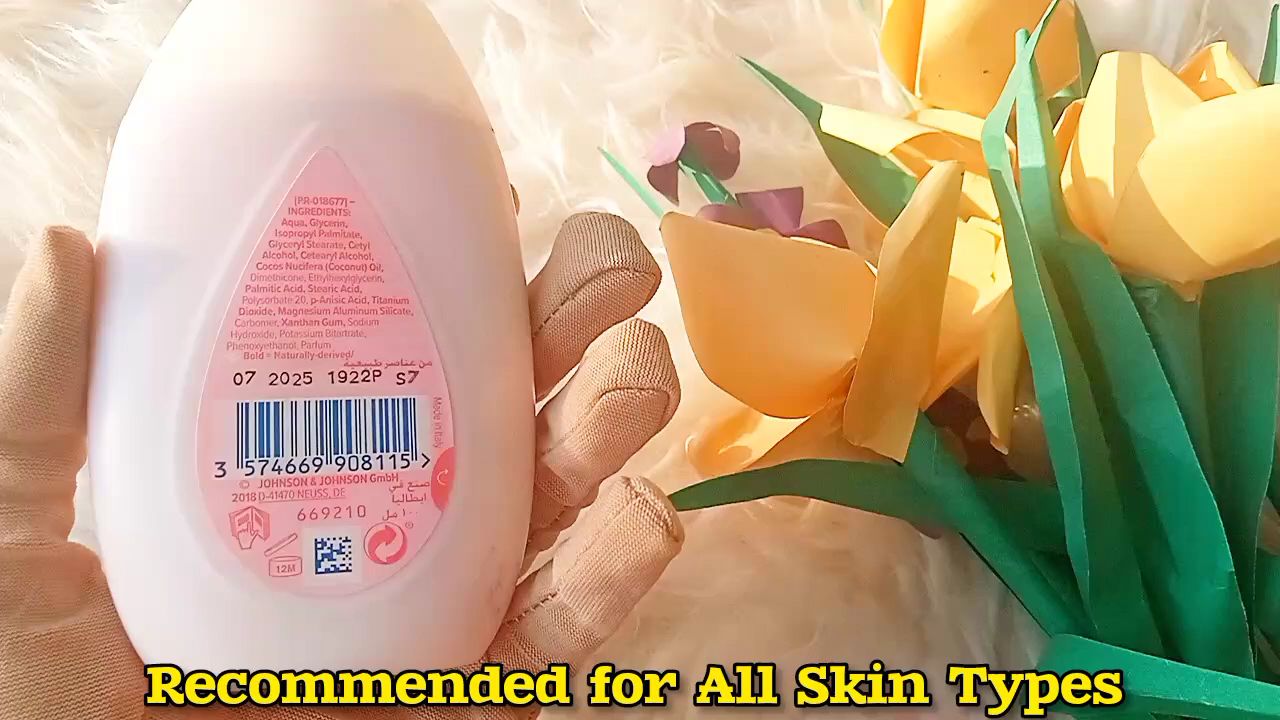 [PR-018677] –
INGREDIENTS:
Aqua, Glycerin,
Isopropyl Palmitate,
Glyceryl Stearate, Cetyl
Alcohol, Cetearyl Alcohol,
Cocos Nucifera (Coconut) Oil,
Dimethicone, Ethylhexylglycerin,
Palmitic Acid, Stearic Acid,
Polysorbate 20, p-Anisic Acid, Titanium
Dioxide, Magnesium Aluminum Silicate,
Carbomer, Xanthan Gum, Sodium
Hydroxide, Potassium Bitartrate,
Phenoxyethanol, Parfum
Bold = Naturally-derived/
من عناصر طبيعيه
07 2025 1922P S7
Made in Italy
3 574669 908115 >
© JOHNSON & JOHNSON GmbH
2018 D-41470 NEUSS, DE
صنع في
ايطاليا
669210
١٠٠ مل
12M
Recommended for All Skin Types